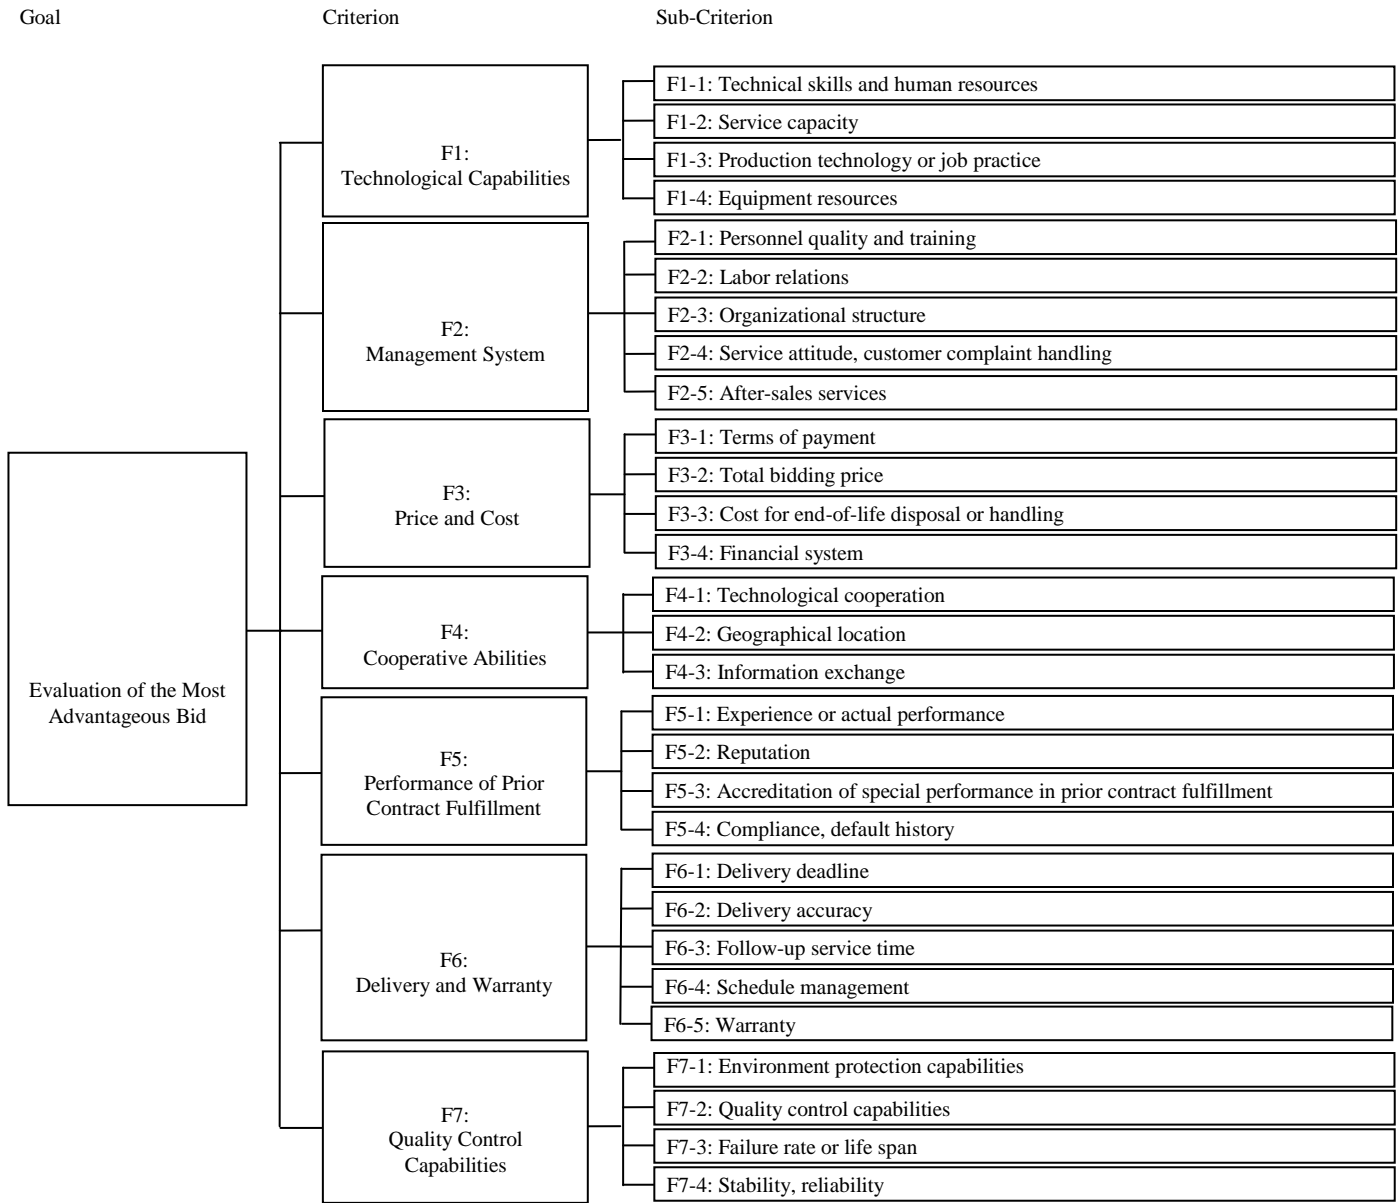 Goal
Criterion
Sub-Criterion
Evaluation of the Most
Advantageous Bid
F1:
Technological Capabilities
F1-1: Technical skills and human resources
F1-2: Service capacity
F1-3: Production technology or job practice
F1-4: Equipment resources
F2:
Management System
F2-1: Personnel quality and training
F2-2: Labor relations
F2-3: Organizational structure
F2-4: Service attitude, customer complaint handling
F2-5: After-sales services
F3:
Price and Cost
F3-1: Terms of payment
F3-2: Total bidding price
F3-3: Cost for end-of-life disposal or handling
F3-4: Financial system
F4:
Cooperative Abilities
F4-1: Technological cooperation
F4-2: Geographical location
F4-3: Information exchange
F5:
Performance of Prior
Contract Fulfillment
F5-1: Experience or actual performance
F5-2: Reputation
F5-3: Accreditation of special performance in prior contract fulfillment
F5-4: Compliance, default history
F6:
Delivery and Warranty
F6-1: Delivery deadline
F6-2: Delivery accuracy
F6-3: Follow-up service time
F6-4: Schedule management
F6-5: Warranty
F7:
Quality Control
Capabilities
F7-1: Environment protection capabilities
F7-2: Quality control capabilities
F7-3: Failure rate or life span
F7-4: Stability, reliability